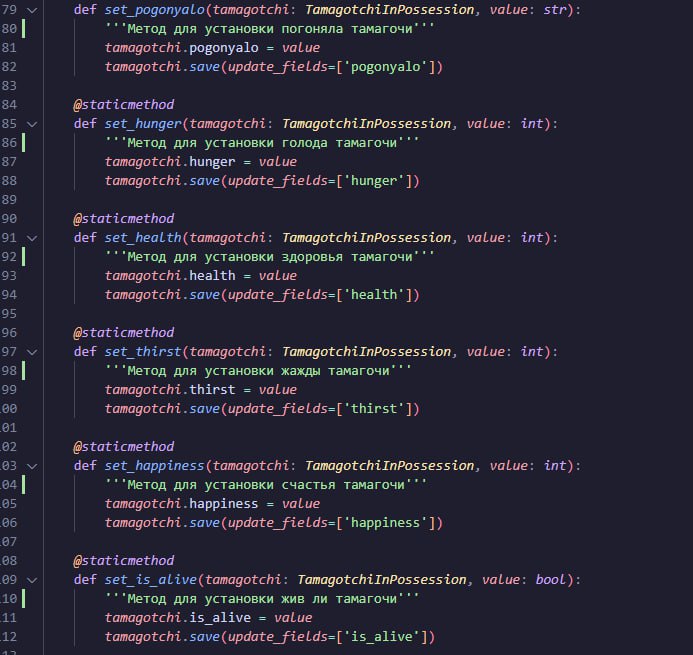 79 def set_pogonyalo(tamagotchi: TamagotchiInPossession, value: str):
80 '''Метод для установки погоняла тамагочи'''
81 tamagotchi.pogonyalo = value
82 tamagotchi.save(update_fields=['pogonyalo'])
83
84 @staticmethod
85 def set_hunger(tamagotchi: TamagotchiInPossession, value: int):
86 '''Метод для установки голода тамагочи'''
87 tamagotchi.hunger = value
88 tamagotchi.save(update_fields=['hunger'])
89
90 @staticmethod
91 def set_health(tamagotchi: TamagotchiInPossession, value: int):
92 '''Метод для установки здоровья тамагочи'''
93 tamagotchi.health = value
94 tamagotchi.save(update_fields=['health'])
95
96 @staticmethod
97 def set_thirst(tamagotchi: TamagotchiInPossession, value: int):
98 '''Метод для установки жажды тамагочи'''
99 tamagotchi.thirst = value
00 tamagotchi.save(update_fields=['thirst'])
01
02 @staticmethod
03 def set_happiness(tamagotchi: TamagotchiInPossession, value: int):
04 '''Метод для установки счастья тамагочи'''
05 tamagotchi.happiness = value
06 tamagotchi.save(update_fields=['happiness'])
07
08 @staticmethod
09 def set_is_alive(tamagotchi: TamagotchiInPossession, value: bool):
10 '''Метод для установки жив ли тамагочи'''
11 tamagotchi.is_alive = value
12 tamagotchi.save(update_fields=['is_alive'])